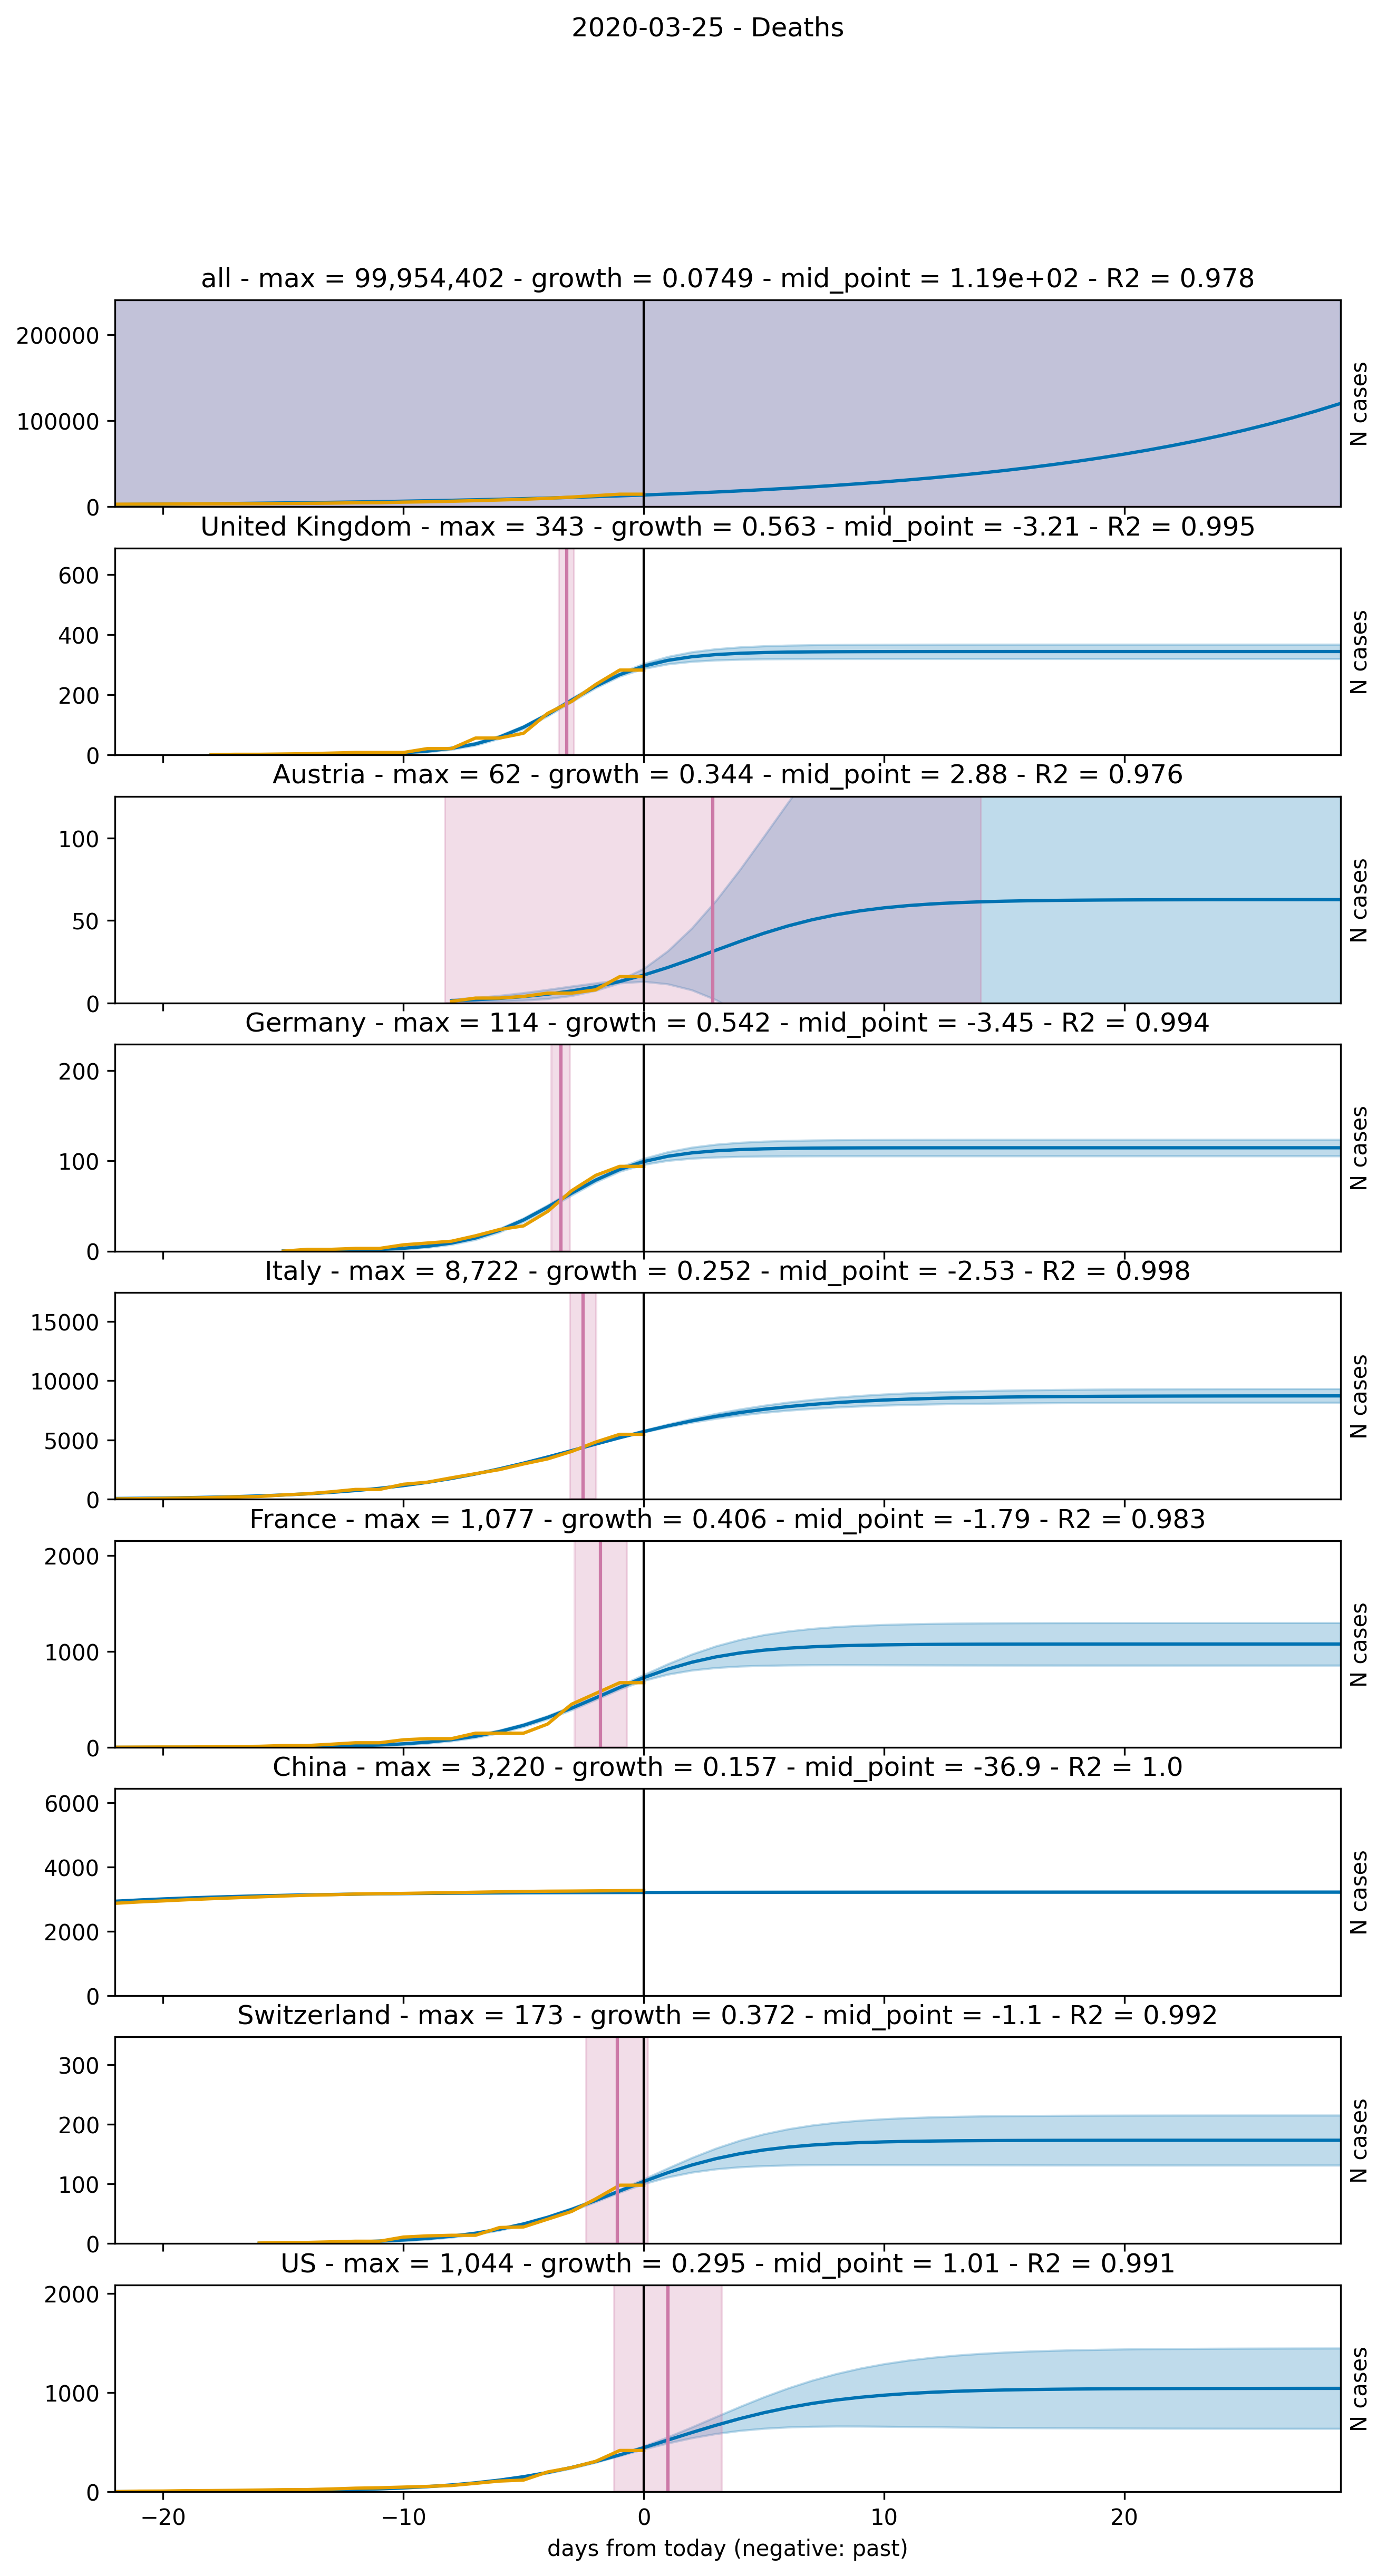 2020-03-25 - Deaths
all - max = 99,954,402 - growth = 0.0749 - mid_point = 1.19e+02 - R2 = 0.978
200000
100000
0
N cases
United Kingdom - max = 343 - growth = 0.563 - mid_point = -3.21 - R2 = 0.995
600
400
200
0
N cases
Austria - max = 62 - growth = 0.344 - mid_point = 2.88 - R2 = 0.976
100
50
0
N cases
Germany - max = 114 - growth = 0.542 - mid_point = -3.45 - R2 = 0.994
200
100
0
N cases
Italy - max = 8,722 - growth = 0.252 - mid_point = -2.53 - R2 = 0.998
15000
10000
5000
0
N cases
France - max = 1,077 - growth = 0.406 - mid_point = -1.79 - R2 = 0.983
2000
1000
0
N cases
China - max = 3,220 - growth = 0.157 - mid_point = -36.9 - R2 = 1.0
6000
4000
2000
0
N cases
Switzerland - max = 173 - growth = 0.372 - mid_point = -1.1 - R2 = 0.992
300
200
100
0
N cases
US - max = 1,044 - growth = 0.295 - mid_point = 1.01 - R2 = 0.991
2000
1000
0
N cases
−20 −10 0 10 20
days from today (negative: past)